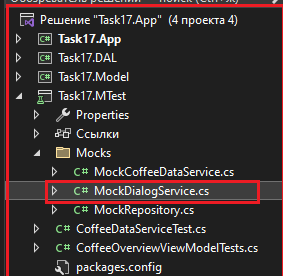 Решение "Task17.App" (4 проекта 4)
Task17.App
Task17.DAL
Task17.Model
Task17.MTest
Properties
Ссылки
Mocks
C# MockCoffeeDataService.cs
C# MockDialogService.cs
C# MockRepository.cs
C# CoffeeDataServiceTest.cs
C# CoffeeOverviewViewModelTests.cs
packages.config